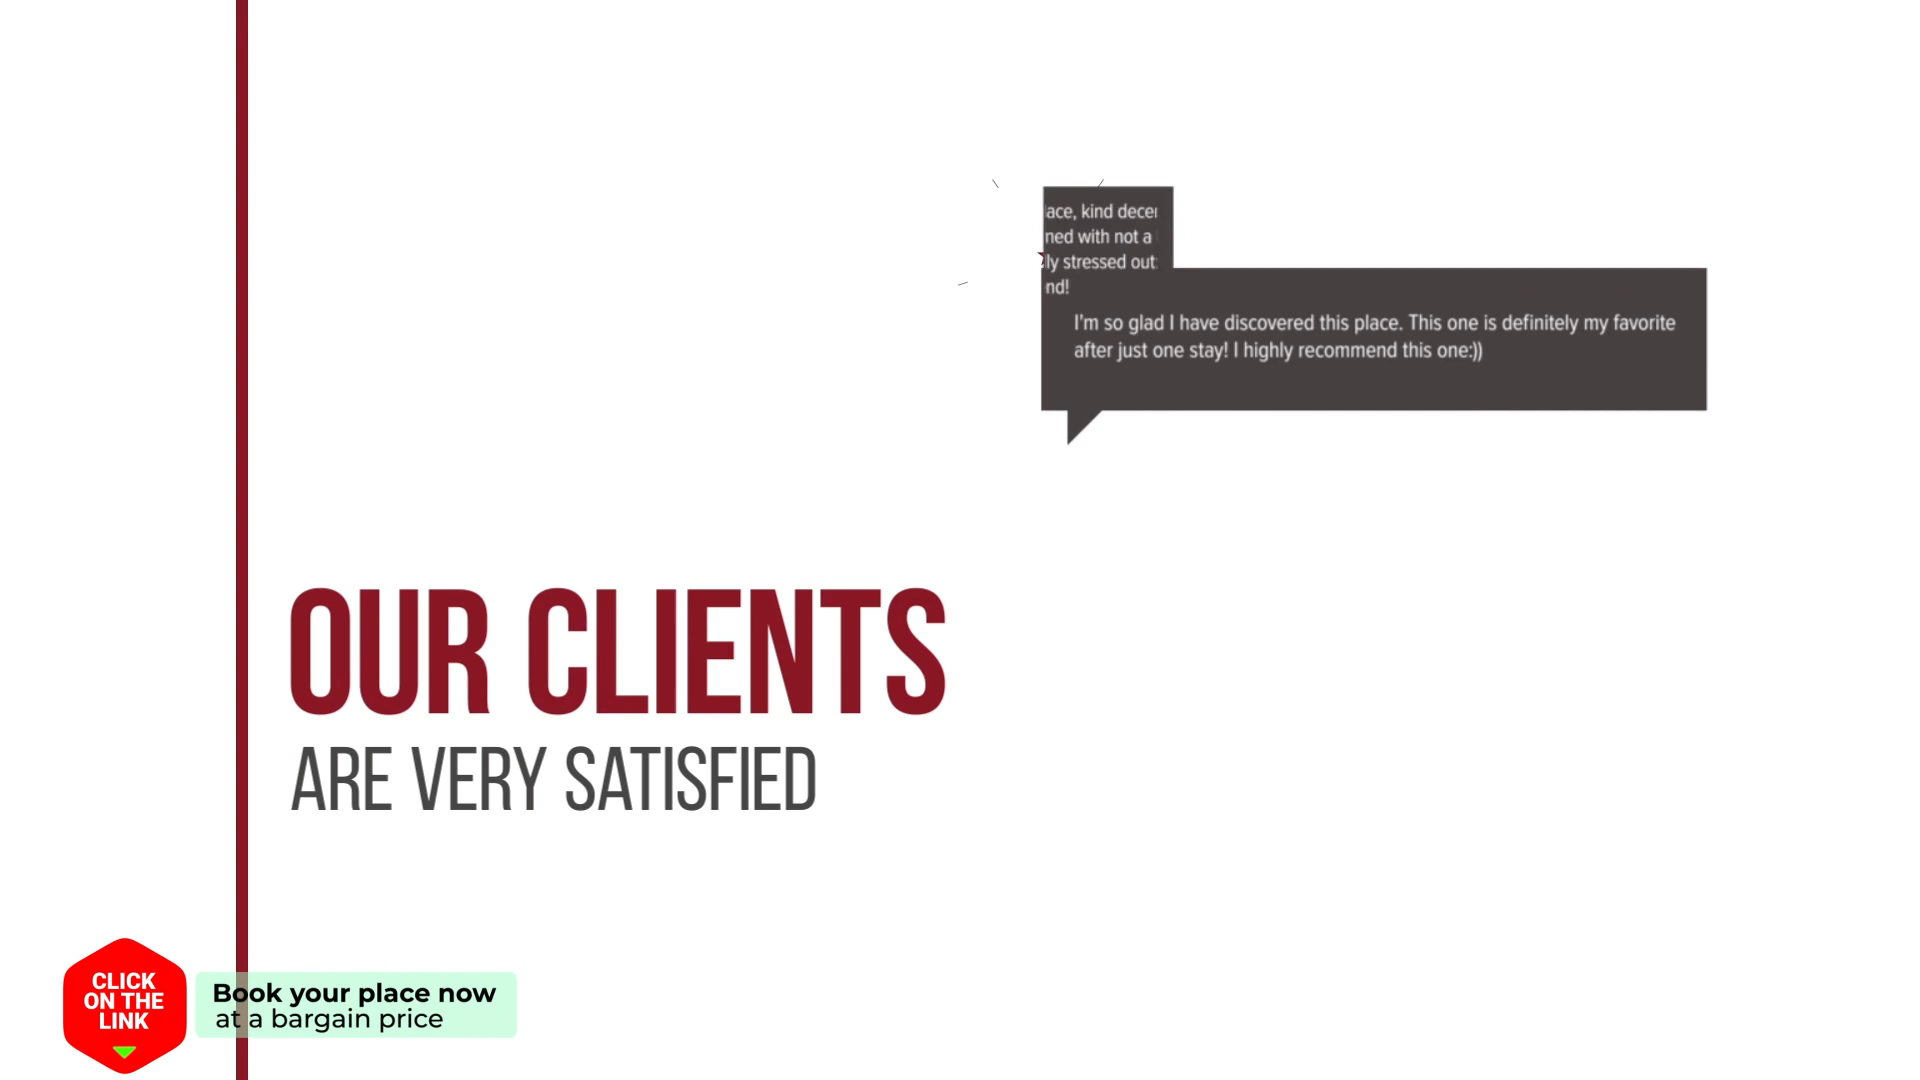 ace, kind
ned with not a
ly stressed out
nd!
I'm so glad I have discovered this place. This one is definitely my favorite
after just one stay! I highly recommend this one:))
OUR CLIENTS
ARE VERY SATISFIED
CLICK
ON THE
LINK
Book your place now
at a bargain price